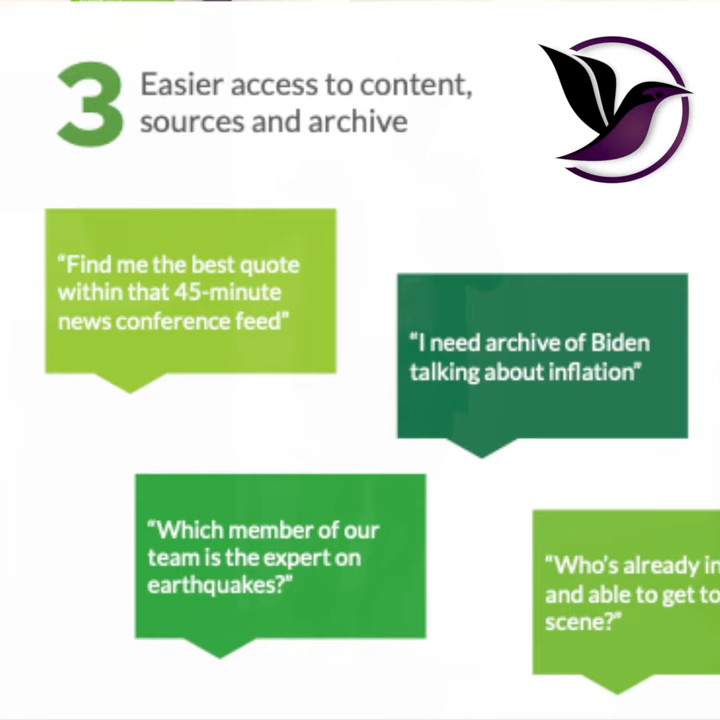 3
Easier access to content,
sources and archive
“Find me the best quote
within that 45-minute
news conference feed”
“I need archive of Biden
talking about inflation”
“Which member of our
team is the expert on
earthquakes?”
“Who’s already in
and able to get to
scene?”